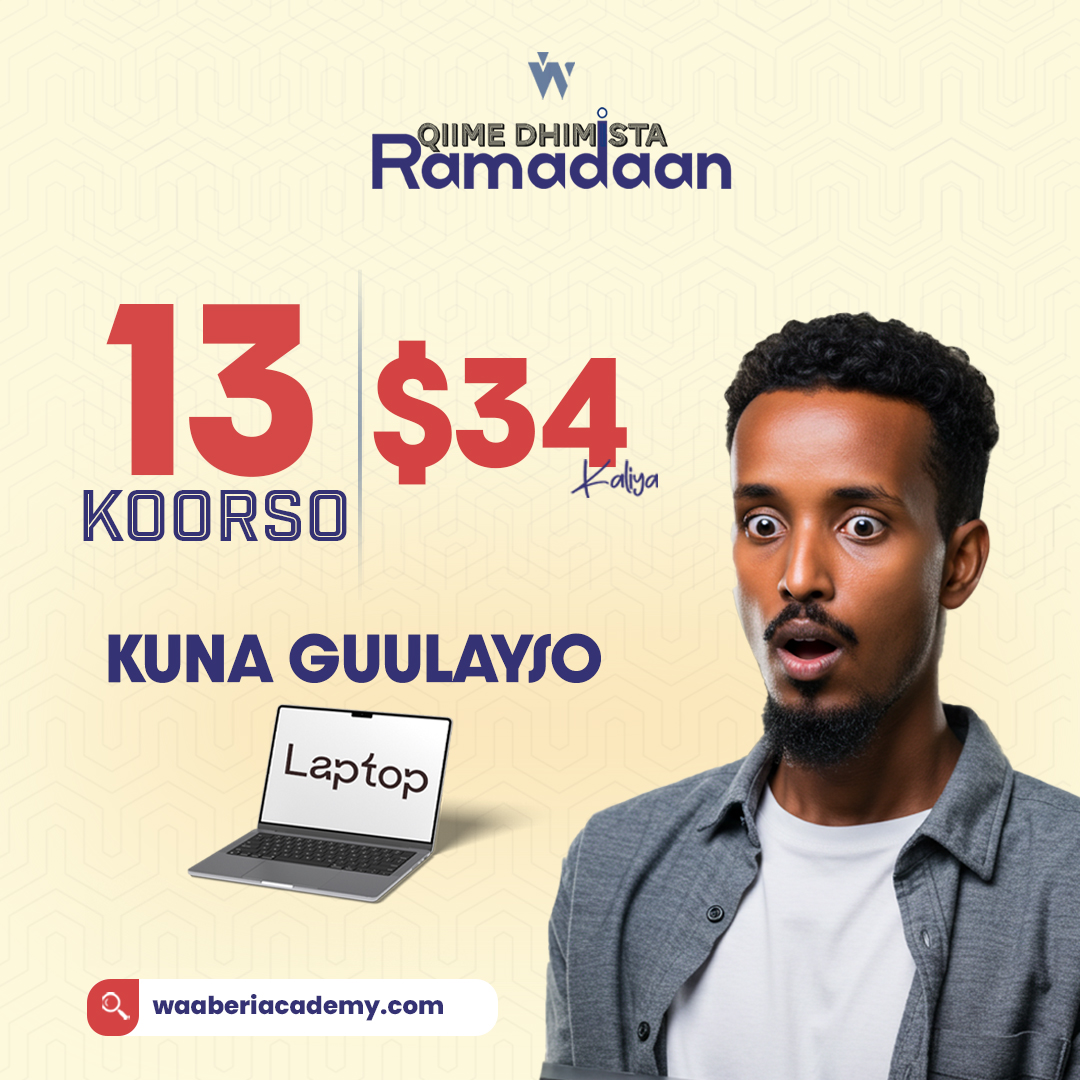 QIIME DHIMISTA
Ramadaan
13
KOORSO
$34
Kaliya
KUNA GUULAYSO
Laptop
waaberiacademy.com